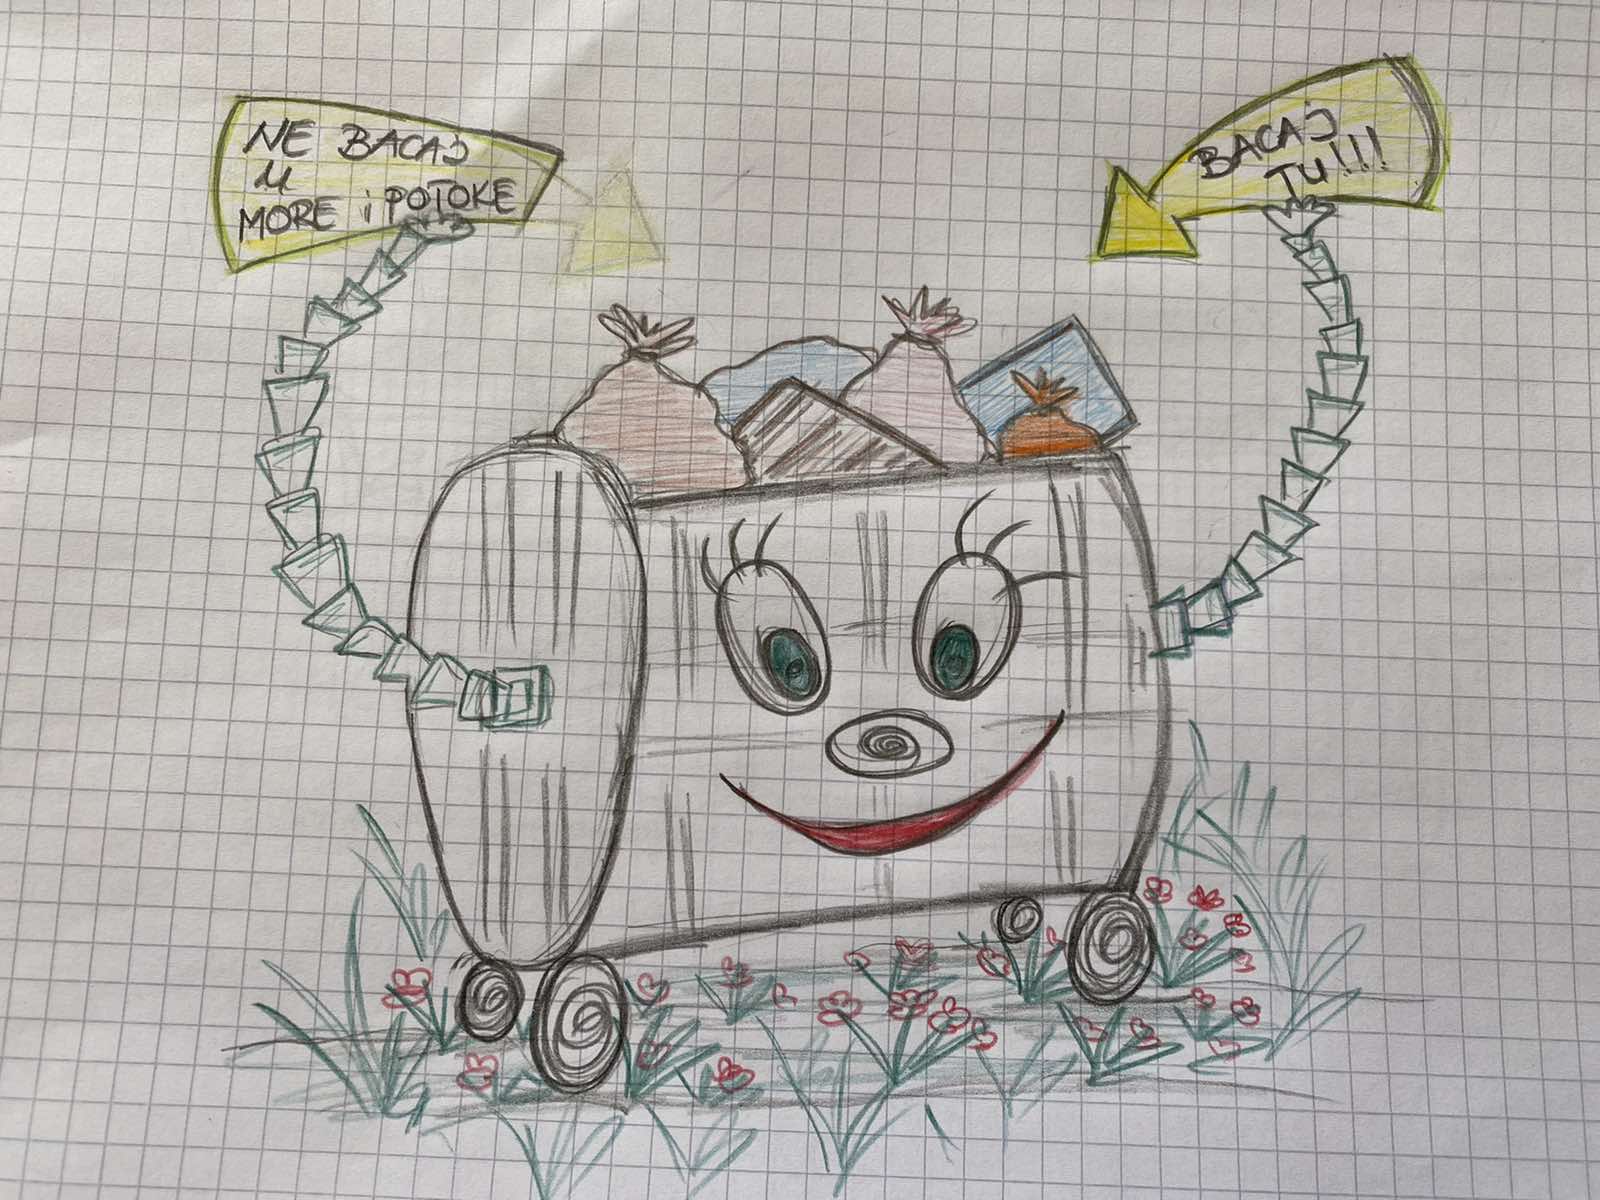 NE BACAJ
u
MORE i POTOKE
BACAJ
TU!!!